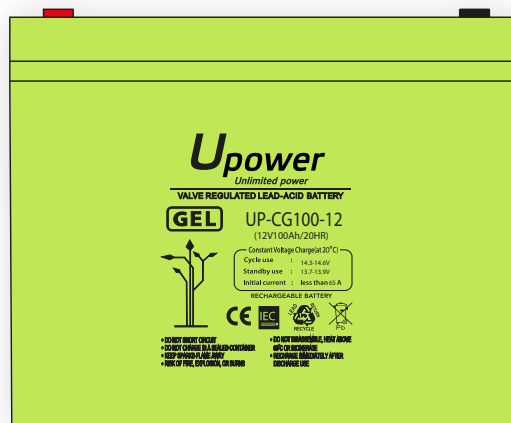 Upower
Unlimited power
VALVE REGULATED LEAD-ACID BATTERY
GEL
UP-CG100-12
(12V100Ah/20HR)
Constant Voltage Charge(at 20°C)
Cycle use : 14.3-14.6V
Standby use : 13.7-13.9V
Initial current : less than 65 A
RECHARGEABLE BATTERY
CE
IEC
LEAD RETURN
Pb
RECYCLE
Pb
• DO NOT SHORT CIRCUIT
• DO NOT CHARGE IN A SEALED CONTAINER
• KEEP SPARKS FLAME AWAY
• RISK OF FIRE, EXPLOSION, OR BURNS
• DO NOT DISASSEMBLE, HEAT ABOVE
60°C OR INCINERATE
• RECHARGE IMMEDIATELY AFTER
DISCHARGE USE